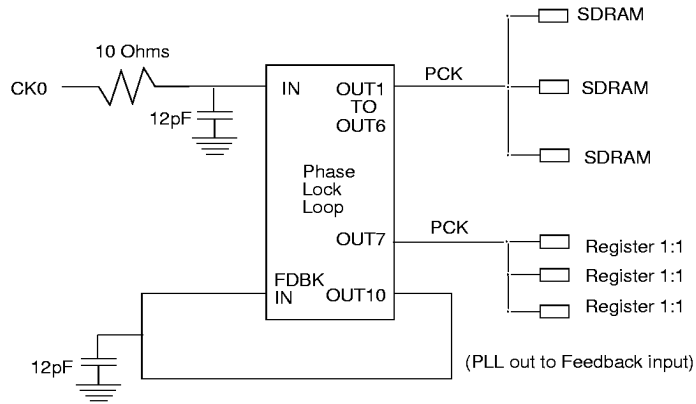 SDRAM
10 Ohms
CK0
IN
OUT1
PCK
SDRAM
TO
12pF
OUT6
SDRAM
Phase
Lock
Loop
OUT7
PCK
Register 1:1
Register 1:1
FDBK
IN
OUT10
Register 1:1
12pF
(PLL out to Feedback input)